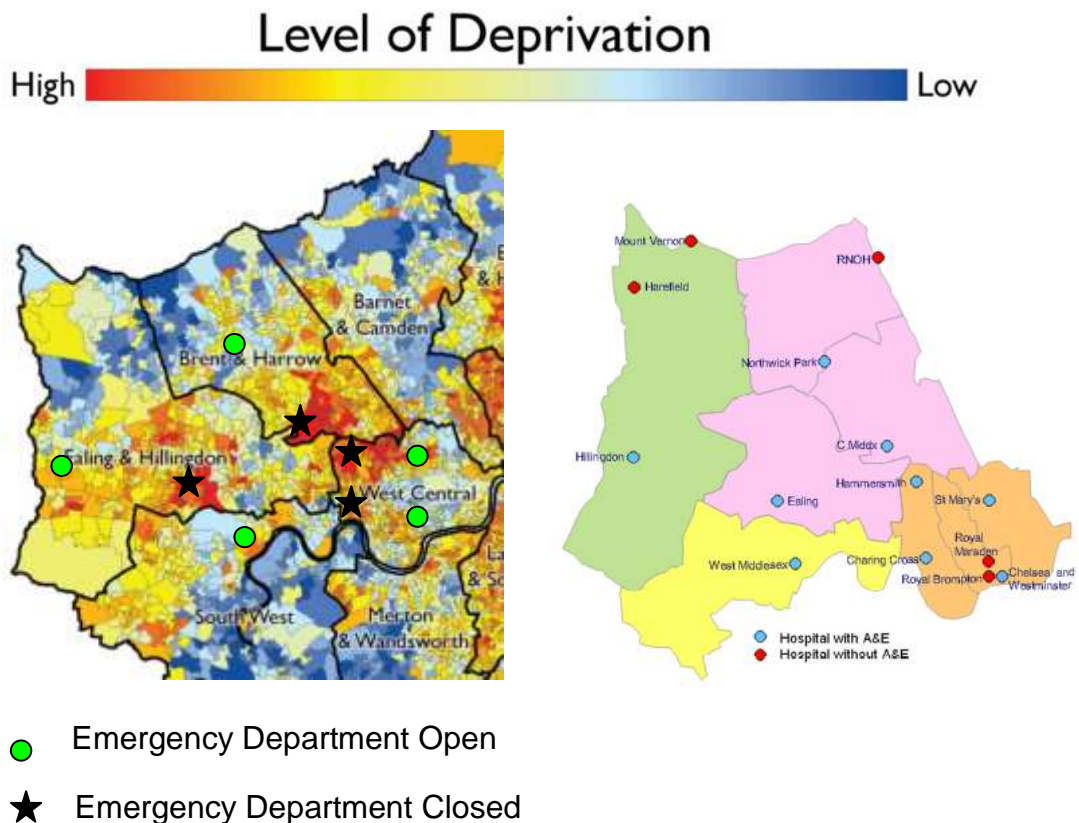 Level of Deprivation
High
Low
Barnet
& Camden
Brent & Harrow
Ealing & Hillingdon
West Central
South West
Merton
& Wandsworth
Mount Vernon
RNOH
Harefield
Northwick Park
C.Middx
Hillingdon
Hammersmith
Ealing
St Mary's
Royal
Marsden
West Middlesex
Charing Cross
Royal Brompton
Chelsea and
Westminster
Hospital with A&E
Hospital without A&E
Emergency Department Open
Emergency Department Closed